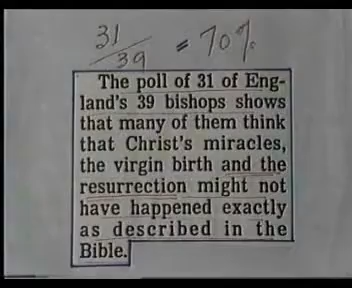 31/39 = 70%
The poll of 31 of Eng-
land's 39 bishops shows
that many of them think
that Christ's miracles,
the virgin birth and the
resurrection might not
have happened exactly
as described in the
Bible.